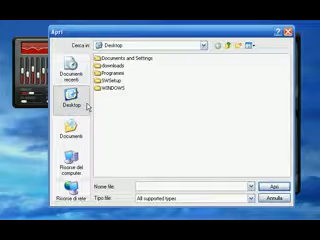 Apri
Cerca in:
Desktop
Documents and Settings
downloads
Programmi
SWSetup
WINDOWS
Documenti
recenti
Desktop
Documenti
Risorse del
computer
Risorse di rete
Nome file:
Apri
Tipo file:
All supported types
Annulla